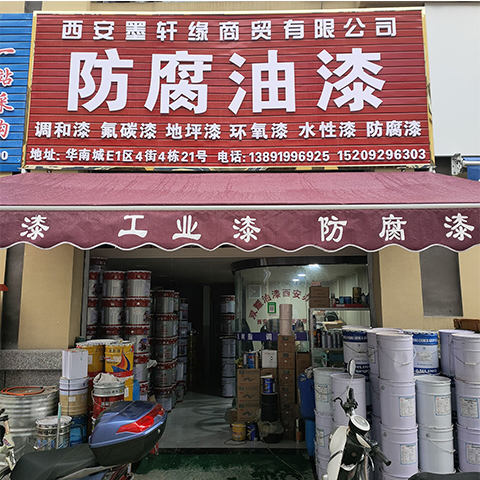 西安墨轩缘商贸有限公司
防腐油漆
调和漆 氟碳漆 地坪漆 环氧漆 水性漆 防腐漆
地址: 华南城E1区4街4栋21号 电话: 13891996925 15209296303
漆 工业漆 防腐漆